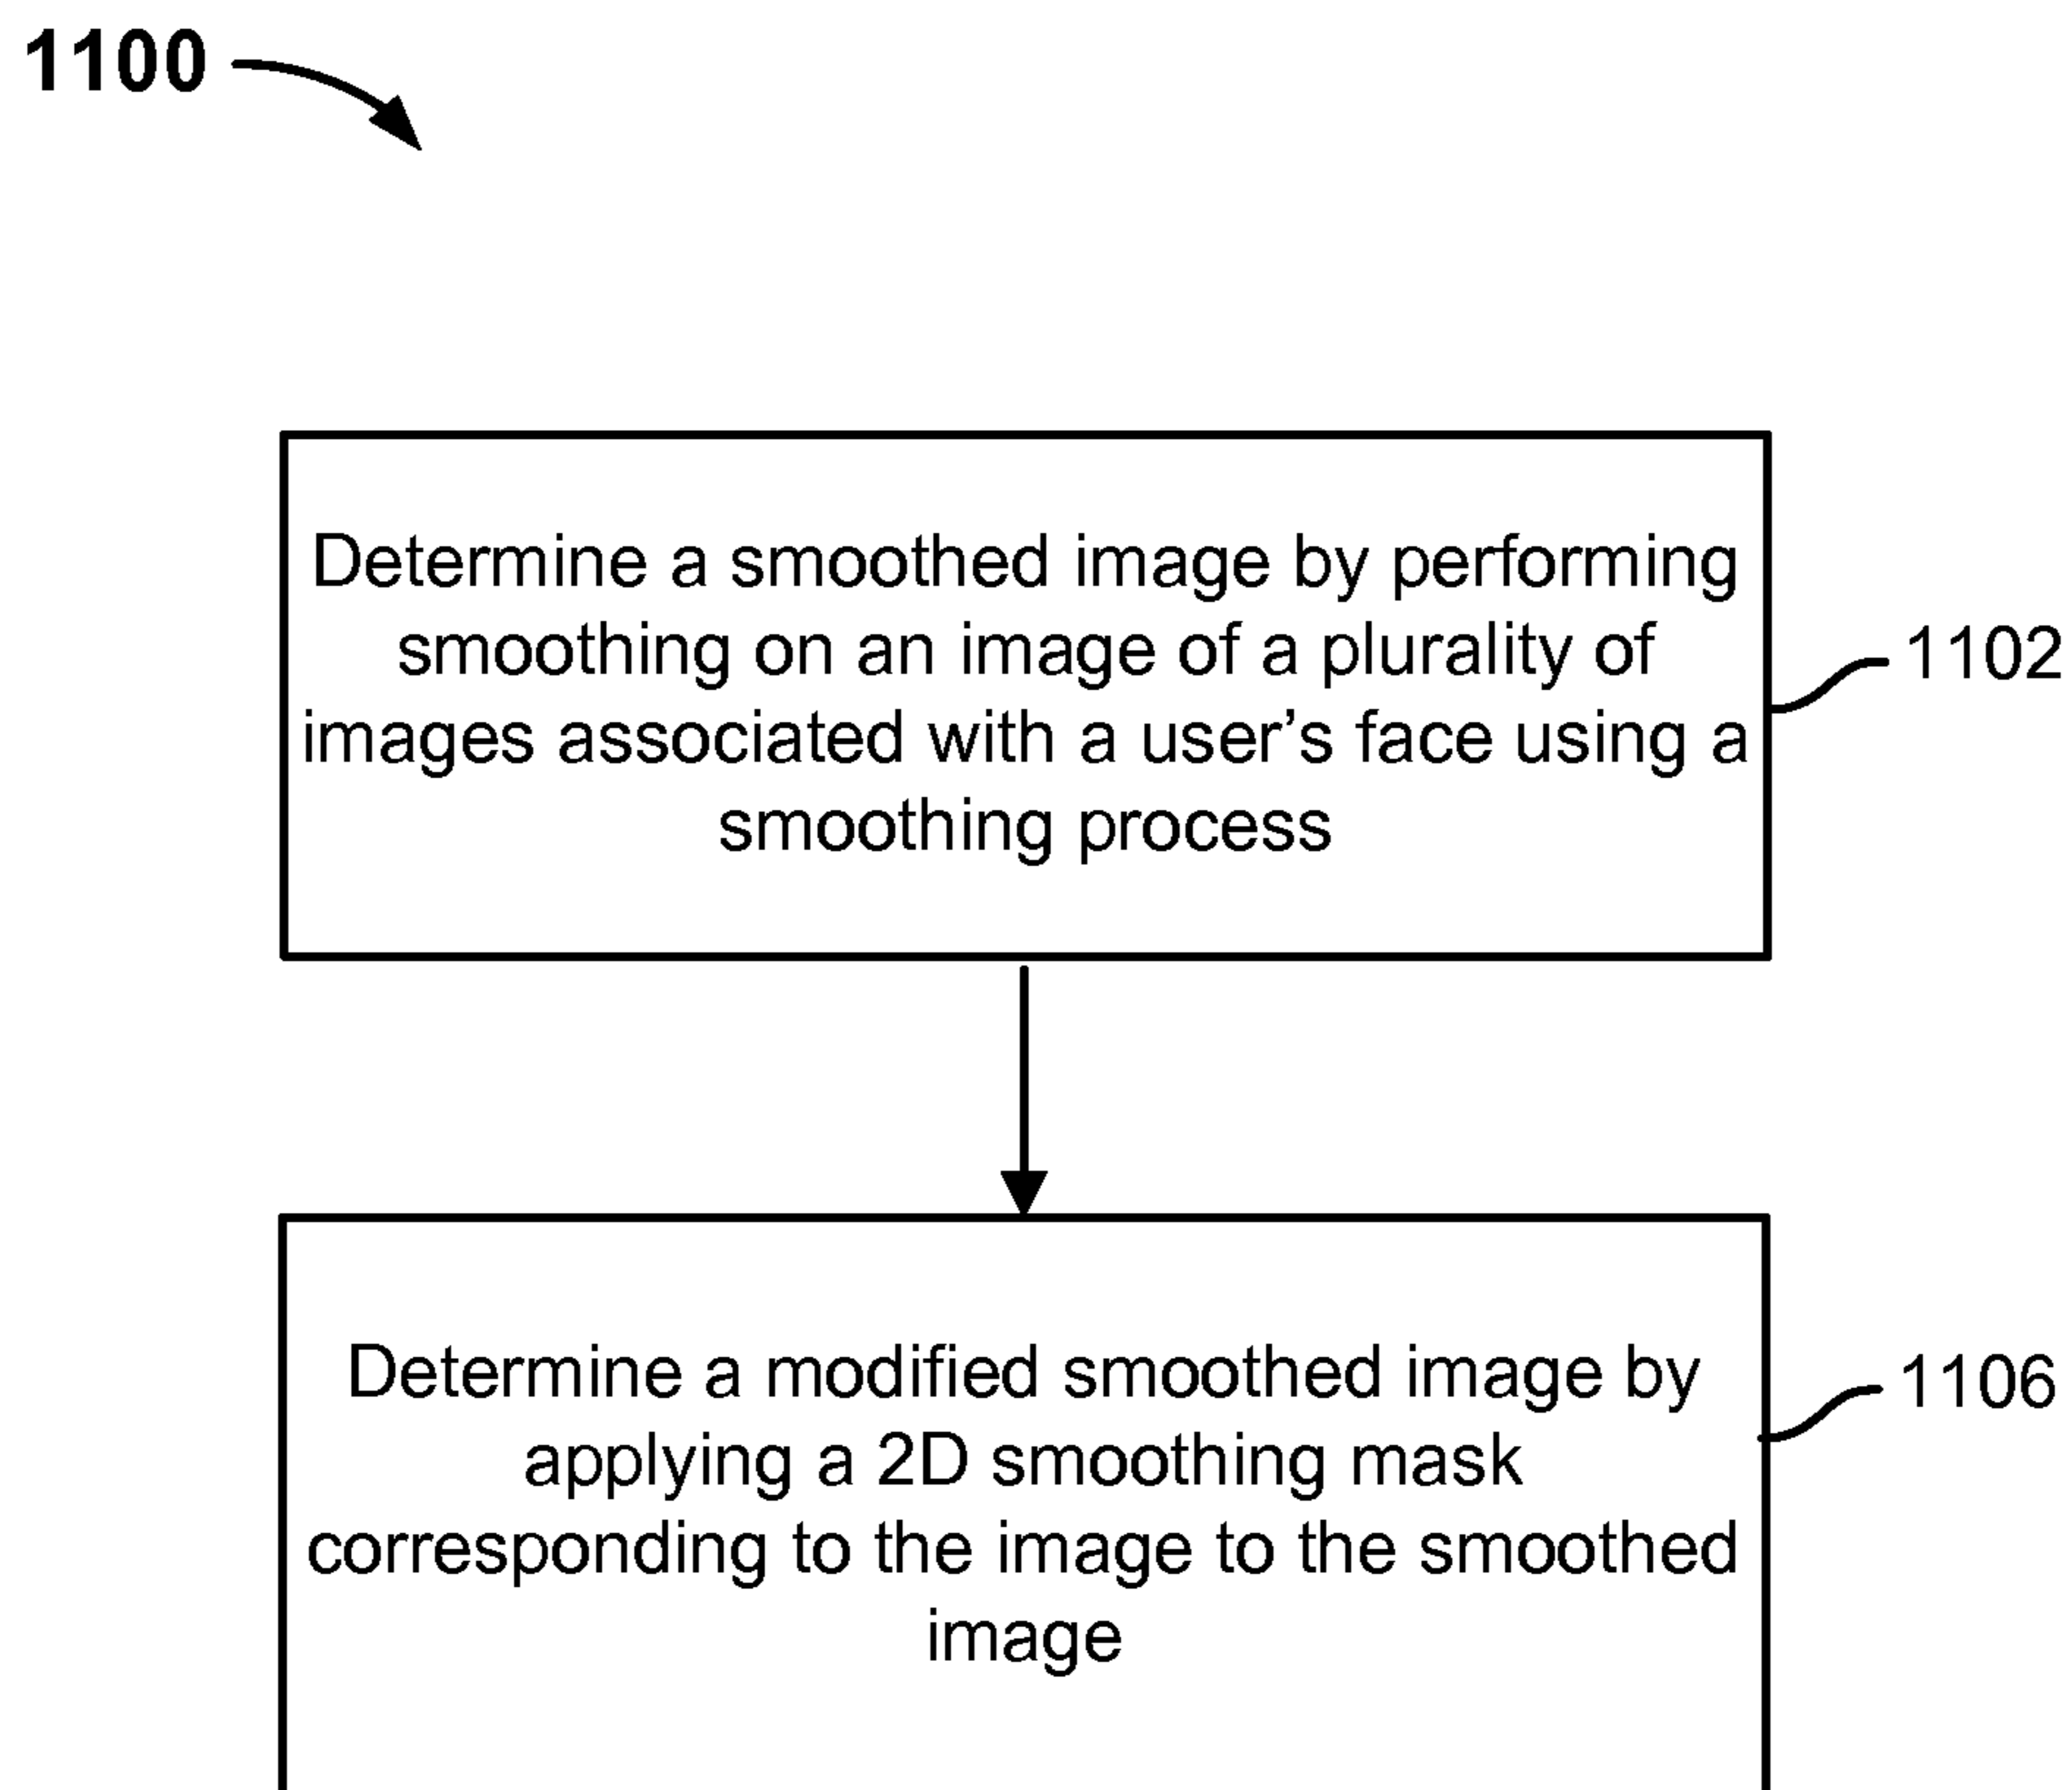 1100
Determine a smoothed image by performing
smoothing on an image of a plurality of
images associated with a user’s face using a
smoothing process
1102
Determine a modified smoothed image by
applying a 2D smoothing mask
corresponding to the image to the smoothed
image
1106